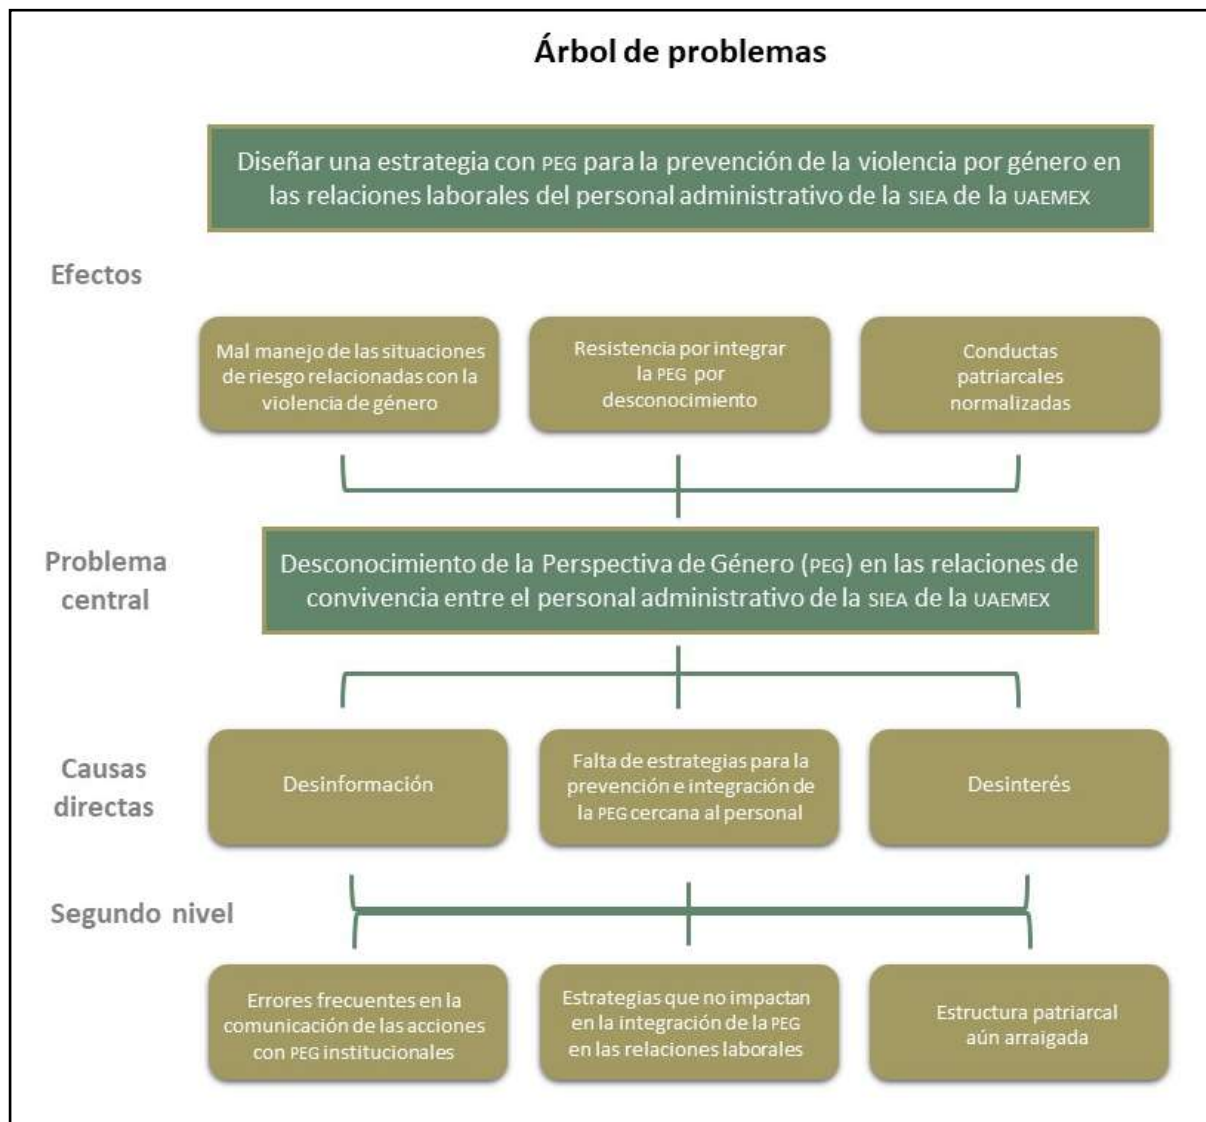 Árbol de problemas
Diseñar una estrategia con PEG para la prevención de la violencia por género en
las relaciones laborales del personal administrativo de la SIEA de la UAEMEX
Efectos
Mal manejo de las situaciones
de riesgo relacionadas con la
violencia de género
Resistencia por integrar
la PEG por
desconocimiento
Conductas
patriarcales
normalizadas
Problema
central
Desconocimiento de la Perspectiva de Género (PEG) en las relaciones de
convivencia entre el personal administrativo de la SIEA de la UAEMEX
Causas
directas
Desinformación
Falta de estrategias para la
prevención e integración de
la PEG cercana al personal
Desinterés
Segundo nivel
Errores frecuentes en la
comunicación de las acciones
con PEG institucionales
Estrategias que no impactan
en la integración de la PEG
en las relaciones laborales
Estructura patriarcal
aún arraigada